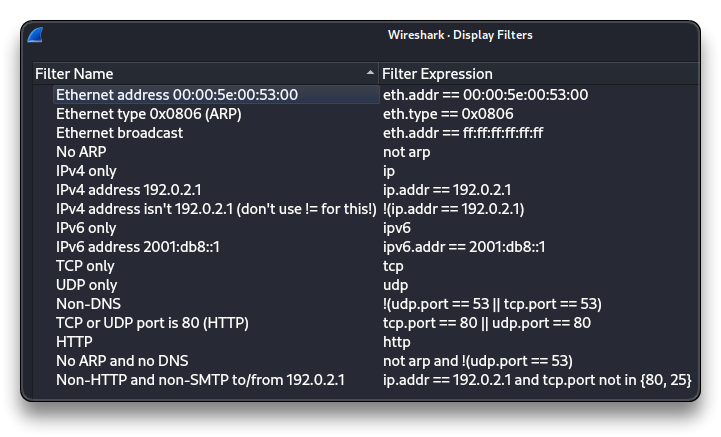 Wireshark · Display Filters
Filter Name Filter Expression
Ethernet address 00:00:5e:00:53:00 eth.addr == 00:00:5e:00:53:00
Ethernet type 0x0806 (ARP) eth.type == 0x0806
Ethernet broadcast eth.addr == ff:ff:ff:ff:ff:ff
No ARP not arp
IPv4 only ip
IPv4 address 192.0.2.1 ip.addr == 192.0.2.1
IPv4 address isn't 192.0.2.1 (don't use != for this!) !(ip.addr == 192.0.2.1)
IPv6 only ipv6
IPv6 address 2001:db8::1 ipv6.addr == 2001:db8::1
TCP only tcp
UDP only udp
Non-DNS !(udp.port == 53 || tcp.port == 53)
TCP or UDP port is 80 (HTTP) tcp.port == 80 || udp.port == 80
HTTP http
No ARP and no DNS not arp and !(udp.port == 53)
Non-HTTP and non-SMTP to/from 192.0.2.1 ip.addr == 192.0.2.1 and tcp.port not in {80, 25}